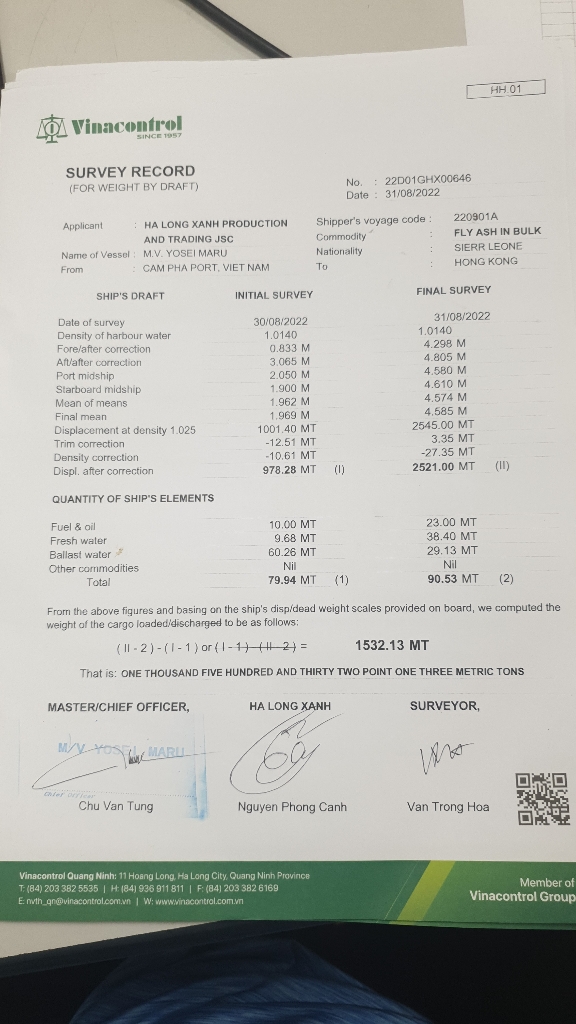 HH.01
Vinacontrol
SINCE 1957
SURVEY RECORD
(FOR WEIGHT BY DRAFT)
No. : 22D01GHX00646
Date : 31/08/2022
Applicant : HA LONG XANH PRODUCTION AND TRADING JSC
Shipper's voyage code : 220901A
Commodity : FLY ASH IN BULK
Name of Vessel : M.V. YOSEI MARU
Nationality : SIERR LEONE
From : CAM PHA PORT, VIET NAM
To : HONG KONG
SHIP'S DRAFT INITIAL SURVEY FINAL SURVEY
Date of survey 30/08/2022 31/08/2022
Density of harbour water 1.0140 1.0140
Fore/after correction 0.833 M 4.298 M
Aft/after correction 3.065 M 4.805 M
Port midship 2.050 M 4.580 M
Starboard midship 1.900 M 4.610 M
Mean of means 1.962 M 4.574 M
Final mean 1.969 M 4.585 M
Displacement at density 1.025 1001.40 MT 2545.00 MT
Trim correction -12.51 MT 3.35 MT
Density correction -10.61 MT -27.35 MT
Displ. after correction 978.28 MT (I) 2521.00 MT (II)
QUANTITY OF SHIP'S ELEMENTS
Fuel & oil 10.00 MT 23.00 MT
Fresh water 9.68 MT 38.40 MT
Ballast water 60.26 MT 29.13 MT
Other commodities Nil Nil
Total 79.94 MT (1) 90.53 MT (2)
From the above figures and basing on the ship's disp/dead weight scales provided on board, we computed the
weight of the cargo loaded/discharged to be as follows:
( II - 2 ) - ( I - 1 ) or ( I - 1 ) - ( II - 2 ) = 1532.13 MT
That is: ONE THOUSAND FIVE HUNDRED AND THIRTY TWO POINT ONE THREE METRIC TONS
MASTER/CHIEF OFFICER, HA LONG XANH SURVEYOR,
M/V YOSEI MARU
Chief Officer
Chu Van Tung Nguyen Phong Canh Van Trong Hoa
Vinacontrol Quang Ninh: 11 Hoang Long, Ha Long City, Quang Ninh Province
T: (84) 203 382 5535 | H: (84) 936 911 811 | F: (84) 203 382 6169
E: nvth_qn@vinacontrol.com.vn | W: www.vinacontrol.com.vn
Member of
Vinacontrol Group